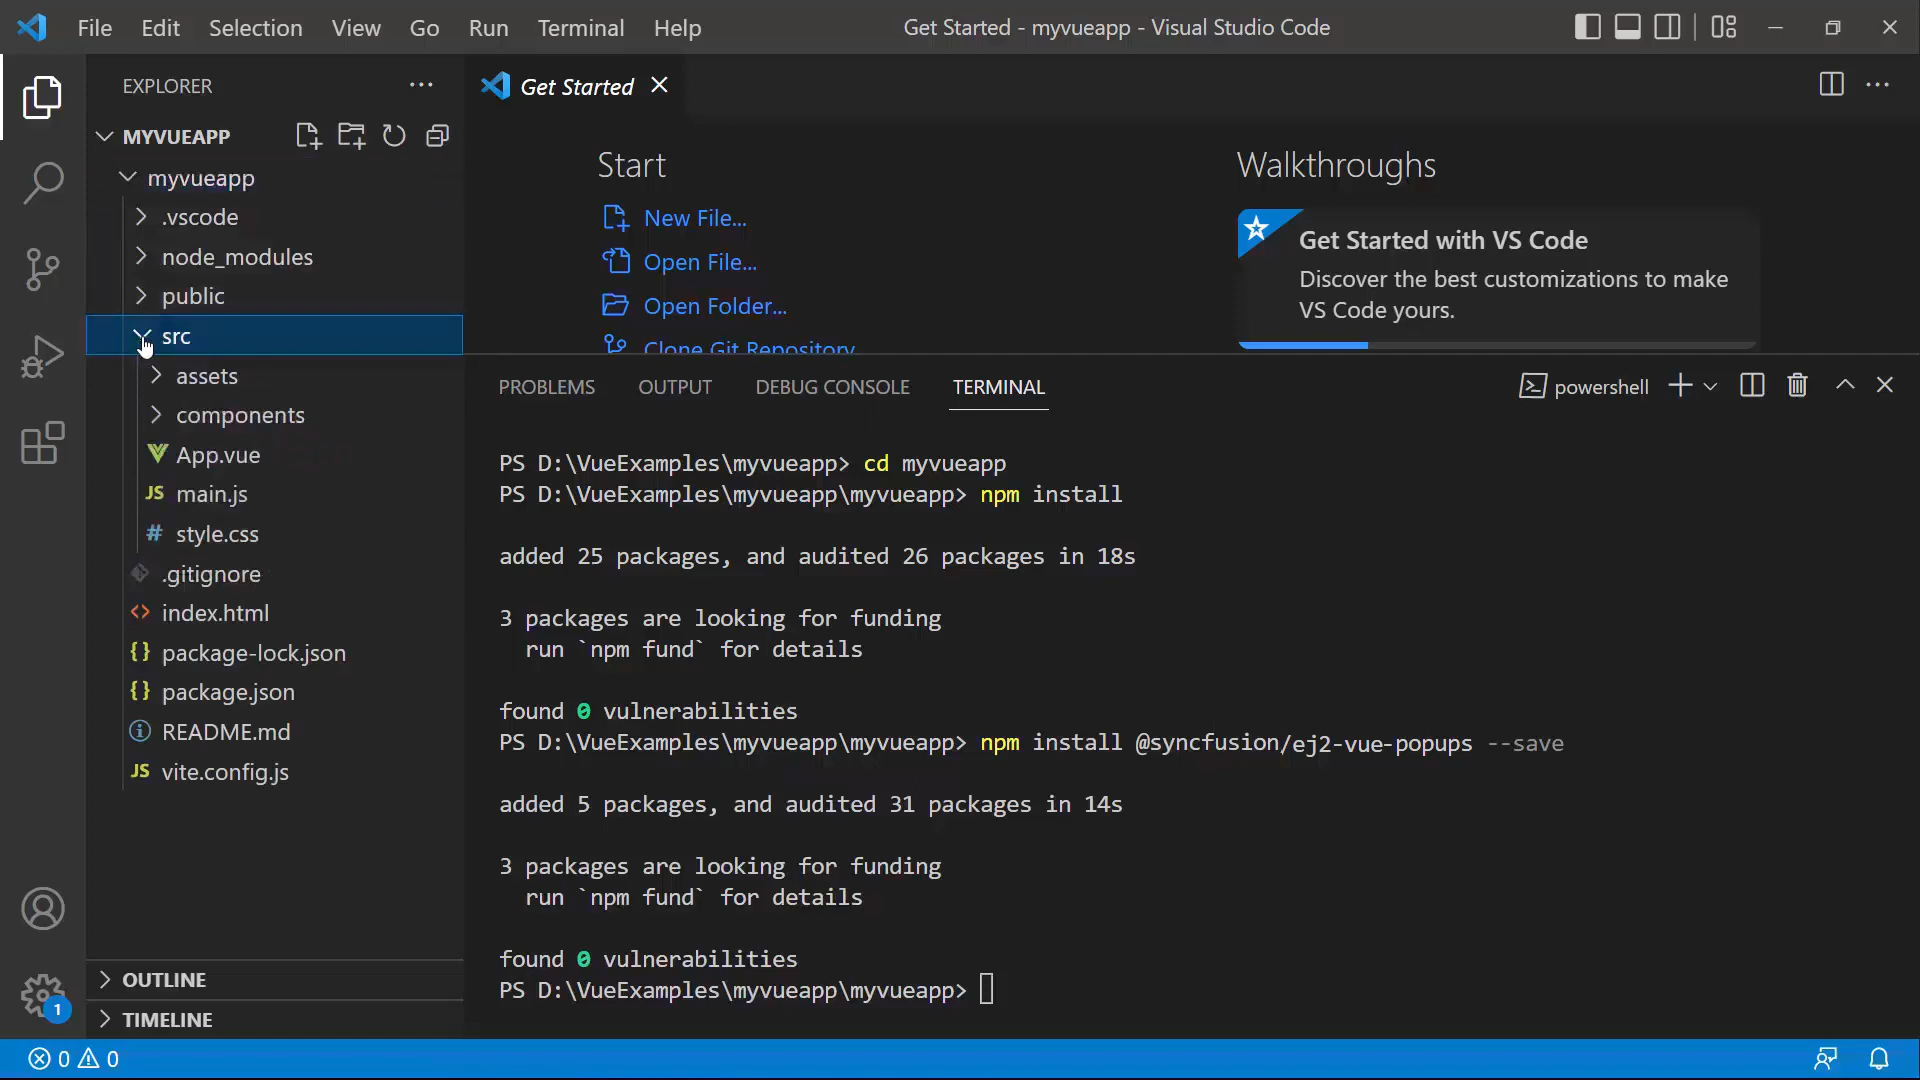 File Edit Selection View Go Run Terminal Help
Get Started - myvueapp - Visual Studio Code
EXPLORER
MYVUEAPP
myvueapp
.vscode
node_modules
public
src
assets
components
App.vue
JS main.js
# style.css
.gitignore
<> index.html
{} package-lock.json
{} package.json
README.md
JS vite.config.js
OUTLINE
TIMELINE
1
Get Started
Start
New File...
Open File...
Open Folder...
Clone Git Repository...
Walkthroughs
Get Started with VS Code
Discover the best customizations to make
VS Code yours.
PROBLEMS OUTPUT DEBUG CONSOLE TERMINAL
powershell
PS D:\VueExamples\myvueapp> cd myvueapp
PS D:\VueExamples\myvueapp\myvueapp> npm install
added 25 packages, and audited 26 packages in 18s
3 packages are looking for funding
run `npm fund` for details
found 0 vulnerabilities
PS D:\VueExamples\myvueapp\myvueapp> npm install @syncfusion/ej2-vue-popups --save
added 5 packages, and audited 31 packages in 14s
3 packages are looking for funding
run `npm fund` for details
found 0 vulnerabilities
PS D:\VueExamples\myvueapp\myvueapp>
0 0